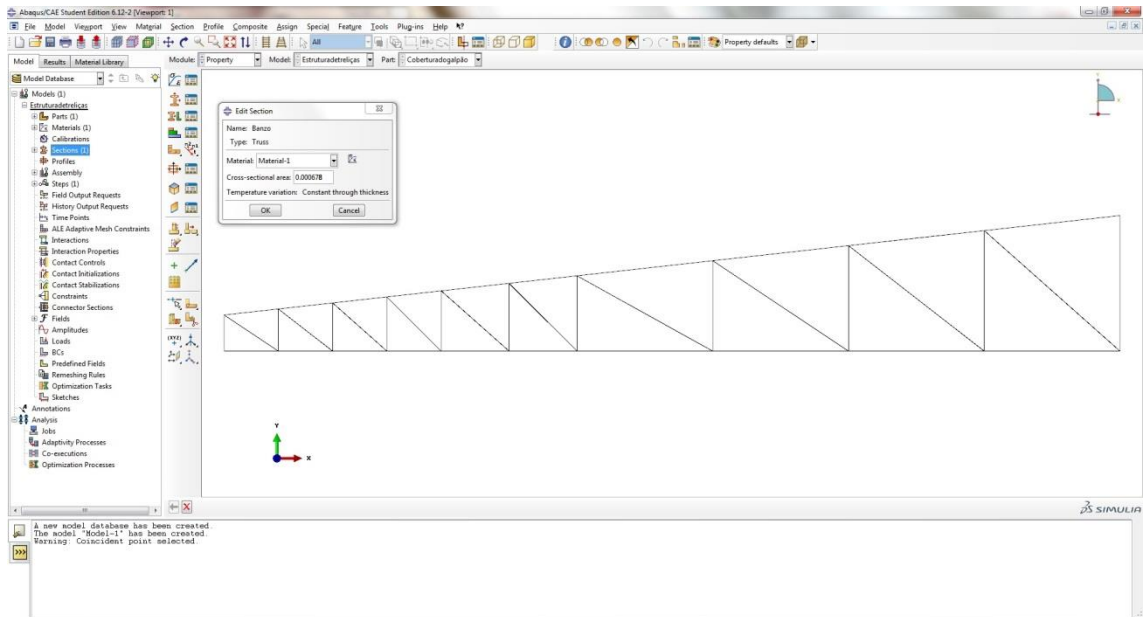 Abaqus/CAE Student Edition 6.12-2 [Viewport: 1]
File Model Viewport View Material Section Profile Composite Assign Special Feature Tools Plug-ins Help
All
Property defaults
Model Results Material Library
Module: Property Model: Estruturadetreliças Part: Coberturadogalpão
Model Database
Models (1)
Estruturadetreliças
Parts (1)
Materials (1)
Calibrations
Sections (1)
Profiles
Assembly
Steps (1)
Field Output Requests
History Output Requests
Time Points
ALE Adaptive Mesh Constraints
Interactions
Interaction Properties
Contact Controls
Contact Initializations
Contact Stabilizations
Constraints
Connector Sections
Fields
Amplitudes
Loads
BCs
Predefined Fields
Remeshing Rules
Optimization Tasks
Sketches
Annotations
Analysis
Jobs
Adaptivity Processes
Co-executions
Optimization Processes
Edit Section
Name: Banzo
Type: Truss
Material: Material-1
Cross-sectional area: 0.000678
Temperature variation: Constant through thickness
OK Cancel
Y
X
SIMULIA
A new model database has been created.
The model "Model-1" has been created.
Warning: Coincident point selected.